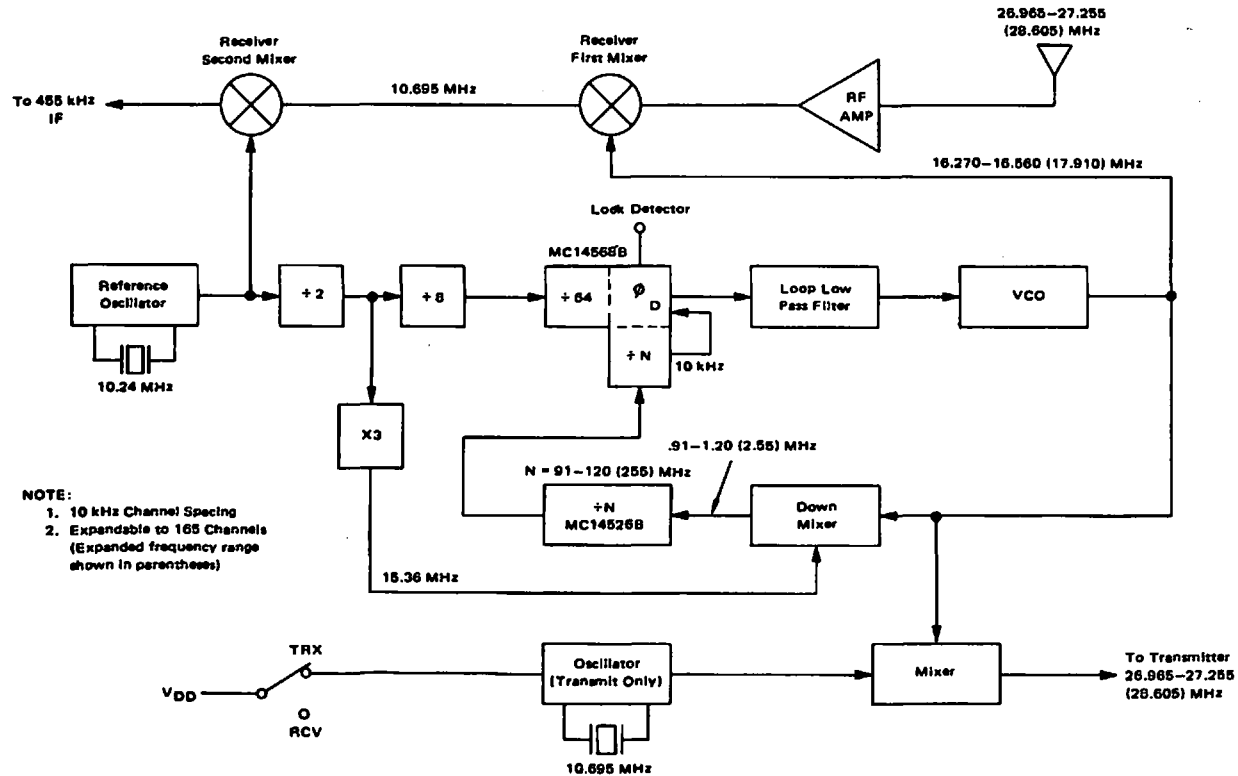 26.965–27.255
(28.605) MHz
Receiver
Second Mixer
Receiver
First Mixer
To 455 kHz
IF
10.695 MHz
RF
AMP
16.270–16.560 (17.910) MHz
Lock Detector
MC14568B
Reference
Oscillator
÷ 2
÷ 8
÷ 64
Ø
D
Loop Low
Pass Filter
VCO
÷ N
10 kHz
10.24 MHz
X3
.91–1.20 (2.55) MHz
N = 91–120 (255) MHz
NOTE:
1. 10 kHz Channel Spacing
2. Expandable to 165 Channels
(Expanded frequency range
shown in parentheses)
÷N
MC14526B
Down
Mixer
15.36 MHz
TRX
VDD
RCV
Oscillator
(Transmit Only)
Mixer
To Transmitter
26.965–27.255
(28.605) MHz
10.695 MHz